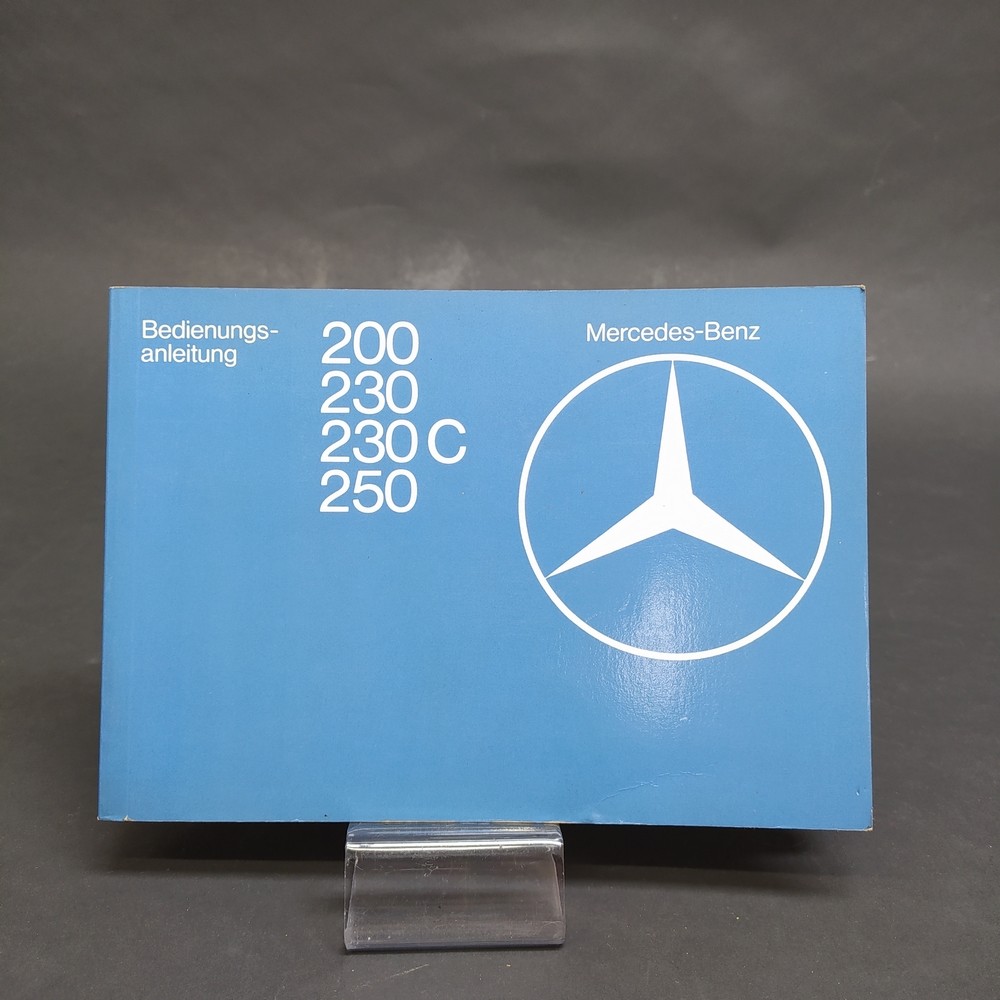 Bedienungs-
anleitung
200
230
230 C
250
Mercedes-Benz